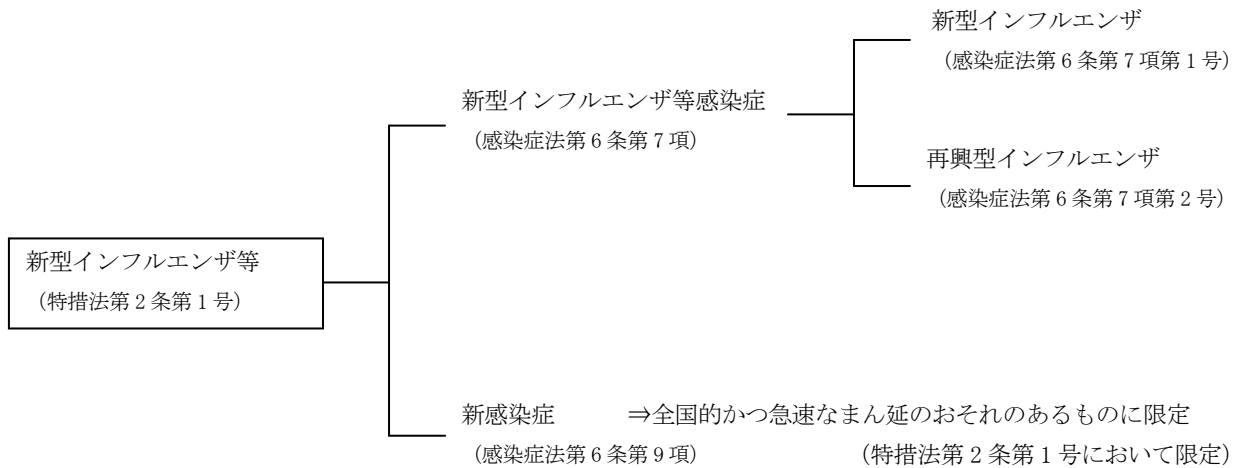 新型インフルエンザ
(感染症法第6条第7項第1号)
新型インフルエンザ等感染症
(感染症法第6条第7項)
再興型インフルエンザ
(感染症法第6条第7項第2号)
新型インフルエンザ等
(特措法第2条第1号)
新感染症 ⇒全国的かつ急速なまん延のおそれのあるものに限定
(感染症法第6条第9項) (特措法第2条第1号において限定)